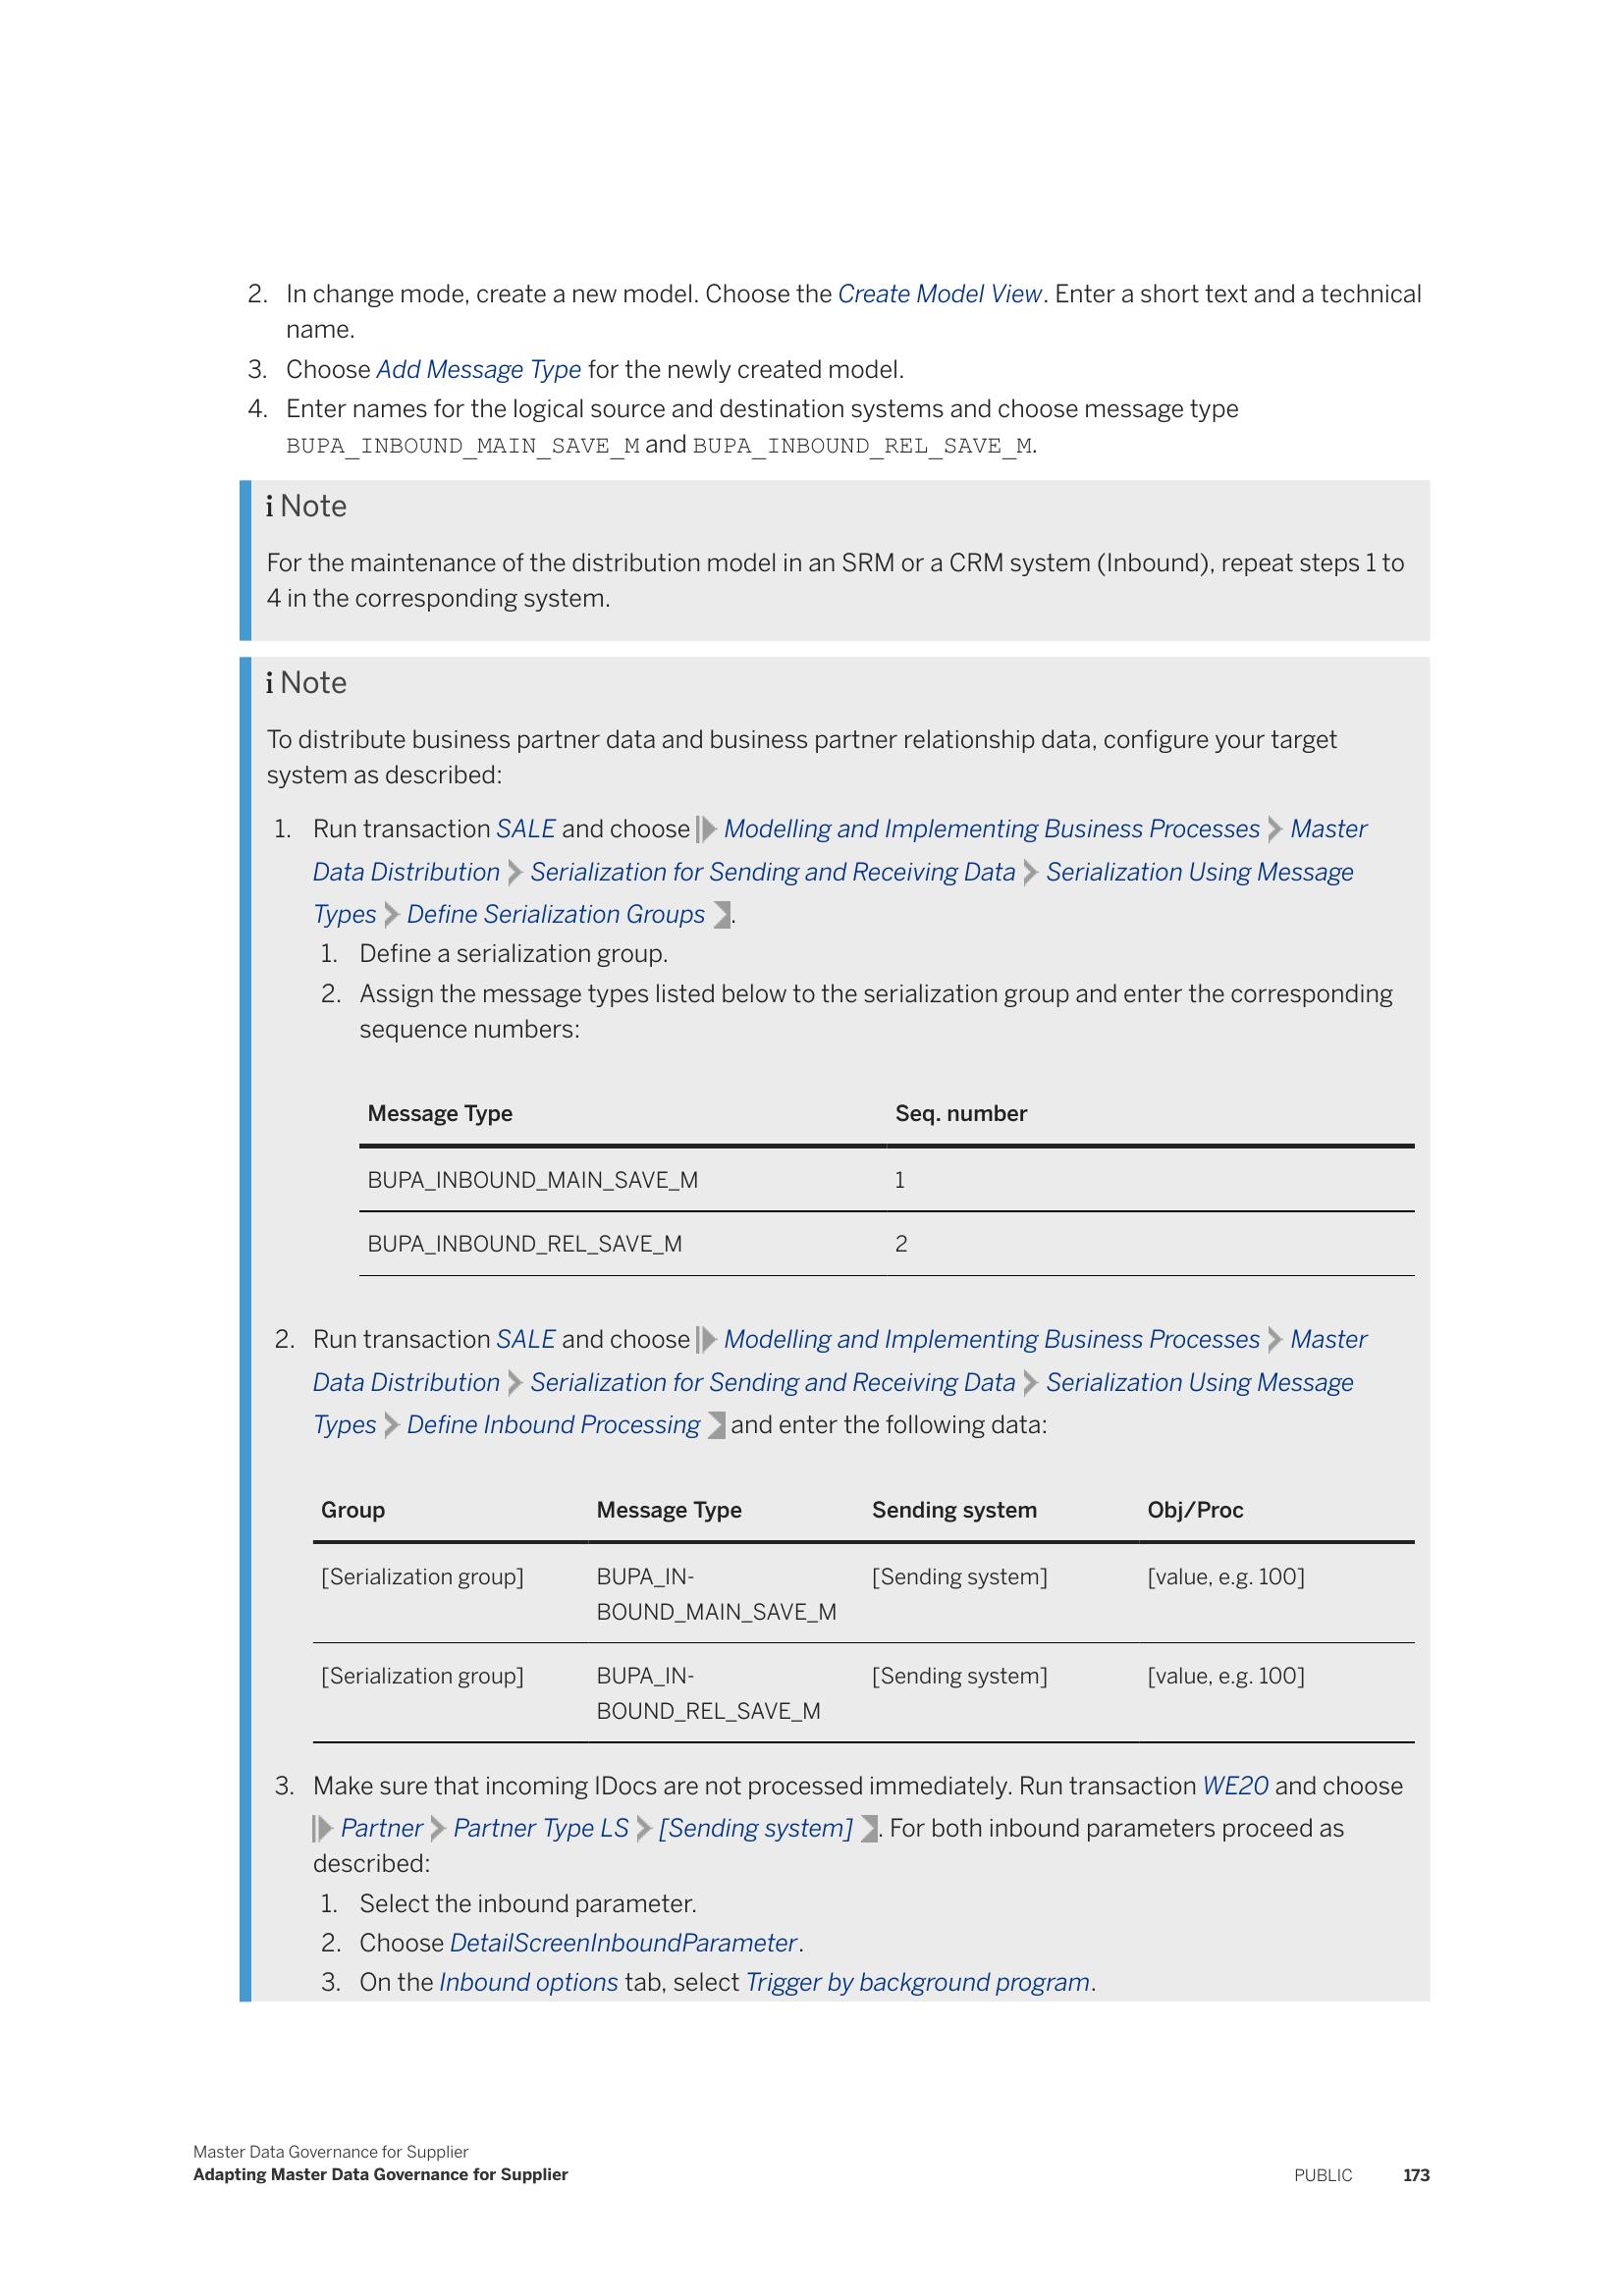 2. In change mode, create a new model. Choose the Create Model View. Enter a short text and a technical
name.
3. Choose Add Message Type for the newly created model.
4. Enter names for the logical source and destination systems and choose message type
BUPA_INBOUND_MAIN_SAVE_M and BUPA_INBOUND_REL_SAVE_M.
i Note
For the maintenance of the distribution model in an SRM or a CRM system (Inbound), repeat steps 1 to
4 in the corresponding system.
i Note
To distribute business partner data and business partner relationship data, configure your target
system as described:
1. Run transaction SALE and choose Modelling and Implementing Business Processes Master
Data Distribution Serialization for Sending and Receiving Data Serialization Using Message
Types Define Serialization Groups .
1. Define a serialization group.
2. Assign the message types listed below to the serialization group and enter the corresponding
sequence numbers:
Message Type Seq. number
BUPA_INBOUND_MAIN_SAVE_M 1
BUPA_INBOUND_REL_SAVE_M 2
2. Run transaction SALE and choose Modelling and Implementing Business Processes Master
Data Distribution Serialization for Sending and Receiving Data Serialization Using Message
Types Define Inbound Processing and enter the following data:
Group Message Type Sending system Obj/Proc
[Serialization group] BUPA_IN- [Sending system] [value, e.g. 100]
BOUND_MAIN_SAVE_M
[Serialization group] BUPA_IN- [Sending system] [value, e.g. 100]
BOUND_REL_SAVE_M
3. Make sure that incoming IDocs are not processed immediately. Run transaction WE20 and choose
Partner Partner Type LS [Sending system] . For both inbound parameters proceed as
described:
1. Select the inbound parameter.
2. Choose DetailScreenInboundParameter.
3. On the Inbound options tab, select Trigger by background program.
Master Data Governance for Supplier
Adapting Master Data Governance for Supplier PUBLIC 173